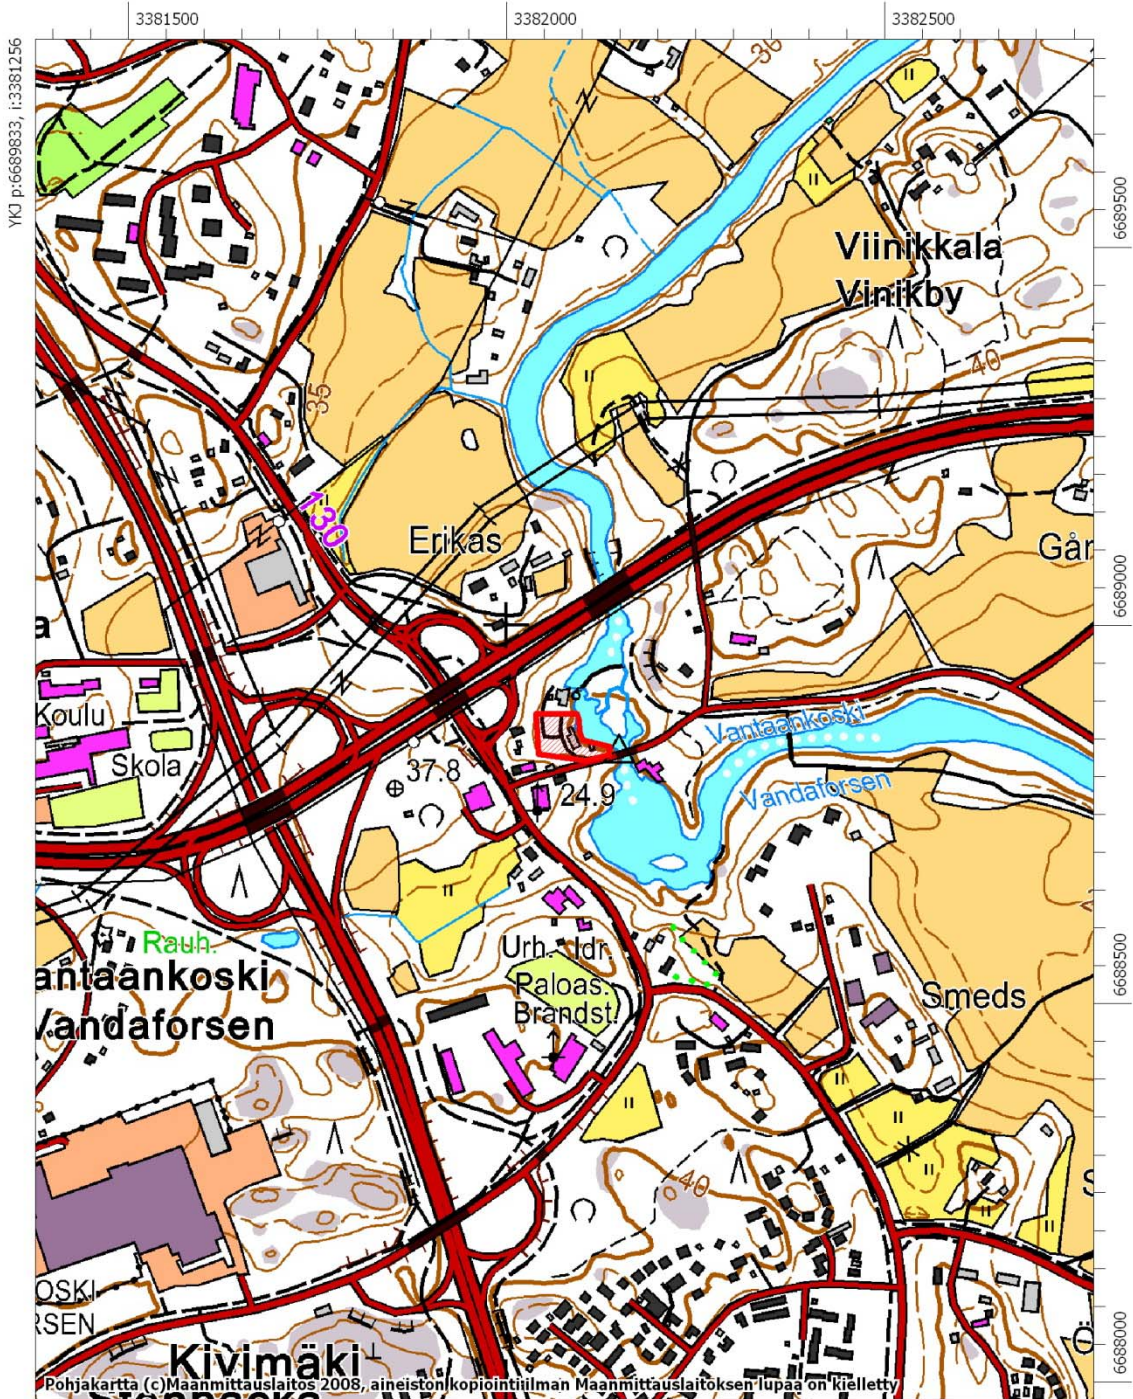 3381500
3382000
3382500
YKJ p:6689833, i:3381256
30
6689500
Viinikkala
Vinikby
40
35
130
Erikäs
Går
6689000
a
Koulu
Skola
37.8
24.9
Vantaankoski
Vandaforsen
Rauh.
antaankoski
Vandaforsen
Urh. Idr.
Paloas.
Brandst.
Smeds
6688500
40
S
OSKI
RSEN
Kivimäki
Ö
6688000
Pohjakartta (c)Maanmittauslaitos 2008, aineiston kopiointi ilman Maanmittauslaitoksen lupaa on kielletty